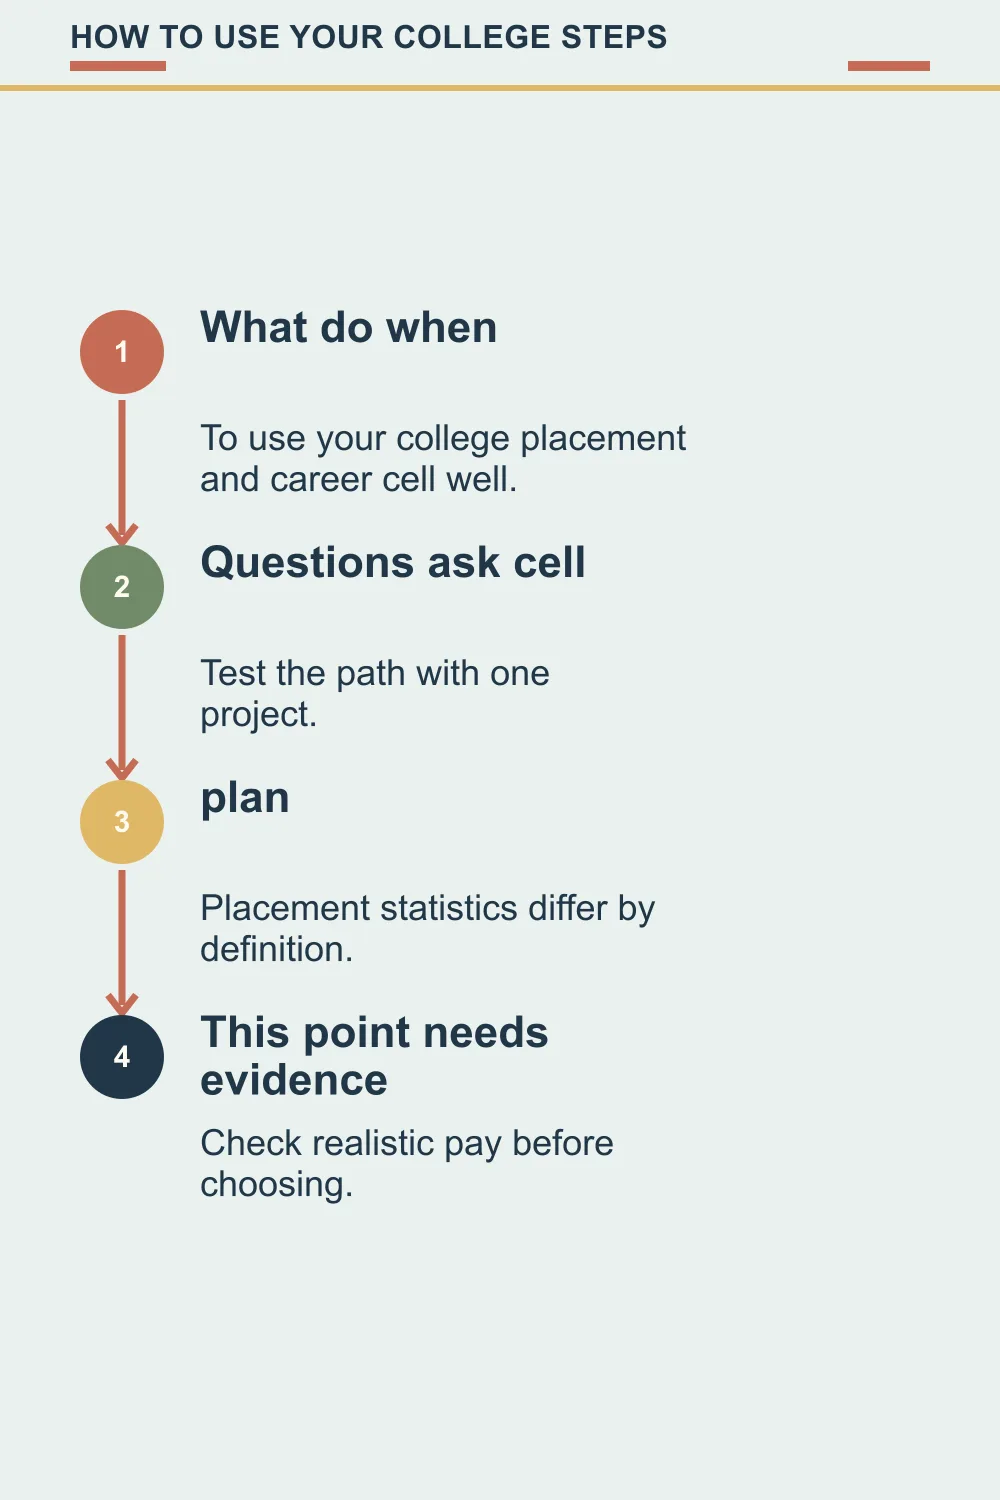 HOW TO USE YOUR COLLEGE STEPS
1
What do when
To use your college placement
and career cell well.
2
Questions ask cell
Test the path with one
project.
3
plan
Placement statistics differ by
definition.
4
This point needs
evidence
Check realistic pay before
choosing.